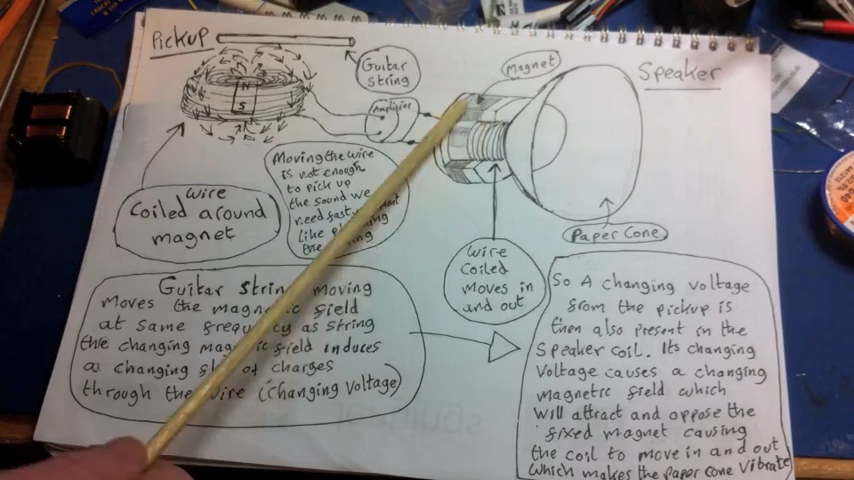 Pickup
Guitar
string
Magnet
Speaker
N
S
Amplifier
Moving the wire
is not enough
to pick up
the sound we
need fast
like
the
wire
Coiled around
magnet
Paper Cone
wire
Coiled
moves in
and out
Guitar String moving
moves the magnetic field
at same frequency as string
the changing magnetic field induces
a changing of charges
through the wire (Changing Voltage)
So A changing voltage
from the pickup is
then also present in the
Speaker coil. Its changing
Voltage causes a changing
magnetic field which
will attract and oppose the
fixed magnet causing
the coil to move in and out
which makes the paper cone vibrate